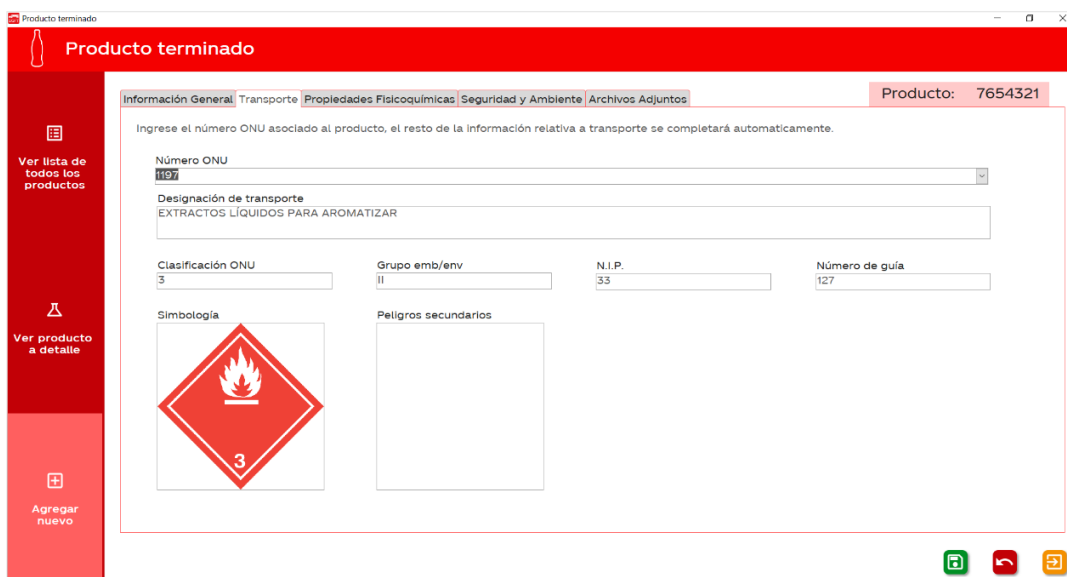 Producto terminado
Producto terminado
Ver lista de
todos los
productos
Ver producto
a detalle
Agregar
nuevo
Información General Transporte Propiedades Fisicoquímicas Seguridad y Ambiente Archivos Adjuntos
Producto: 7654321
Ingrese el número ONU asociado al producto, el resto de la información relativa a transporte se completará automaticamente.
Número ONU
1197
Designación de transporte
EXTRACTOS LÍQUIDOS PARA AROMATIZAR
Clasificación ONU Grupo emb/env N.I.P. Número de guía
3 II 33 127
Simbología Peligros secundarios
3